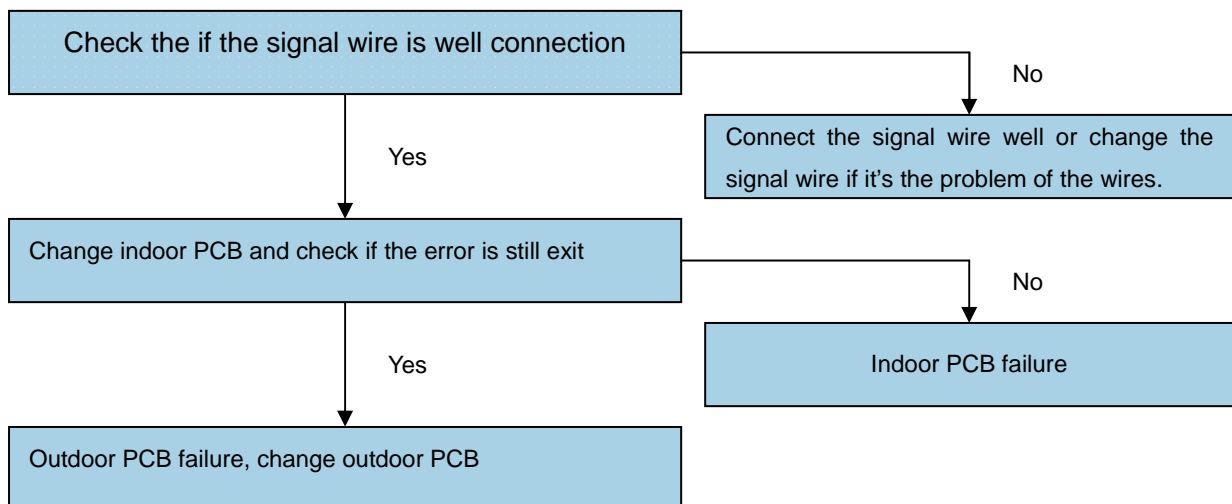 Check the if the signal wire is well connection
No
Connect the signal wire well or change the
signal wire if it's the problem of the wires.
Yes
Change indoor PCB and check if the error is still exit
No
Indoor PCB failure
Yes
Outdoor PCB failure, change outdoor PCB